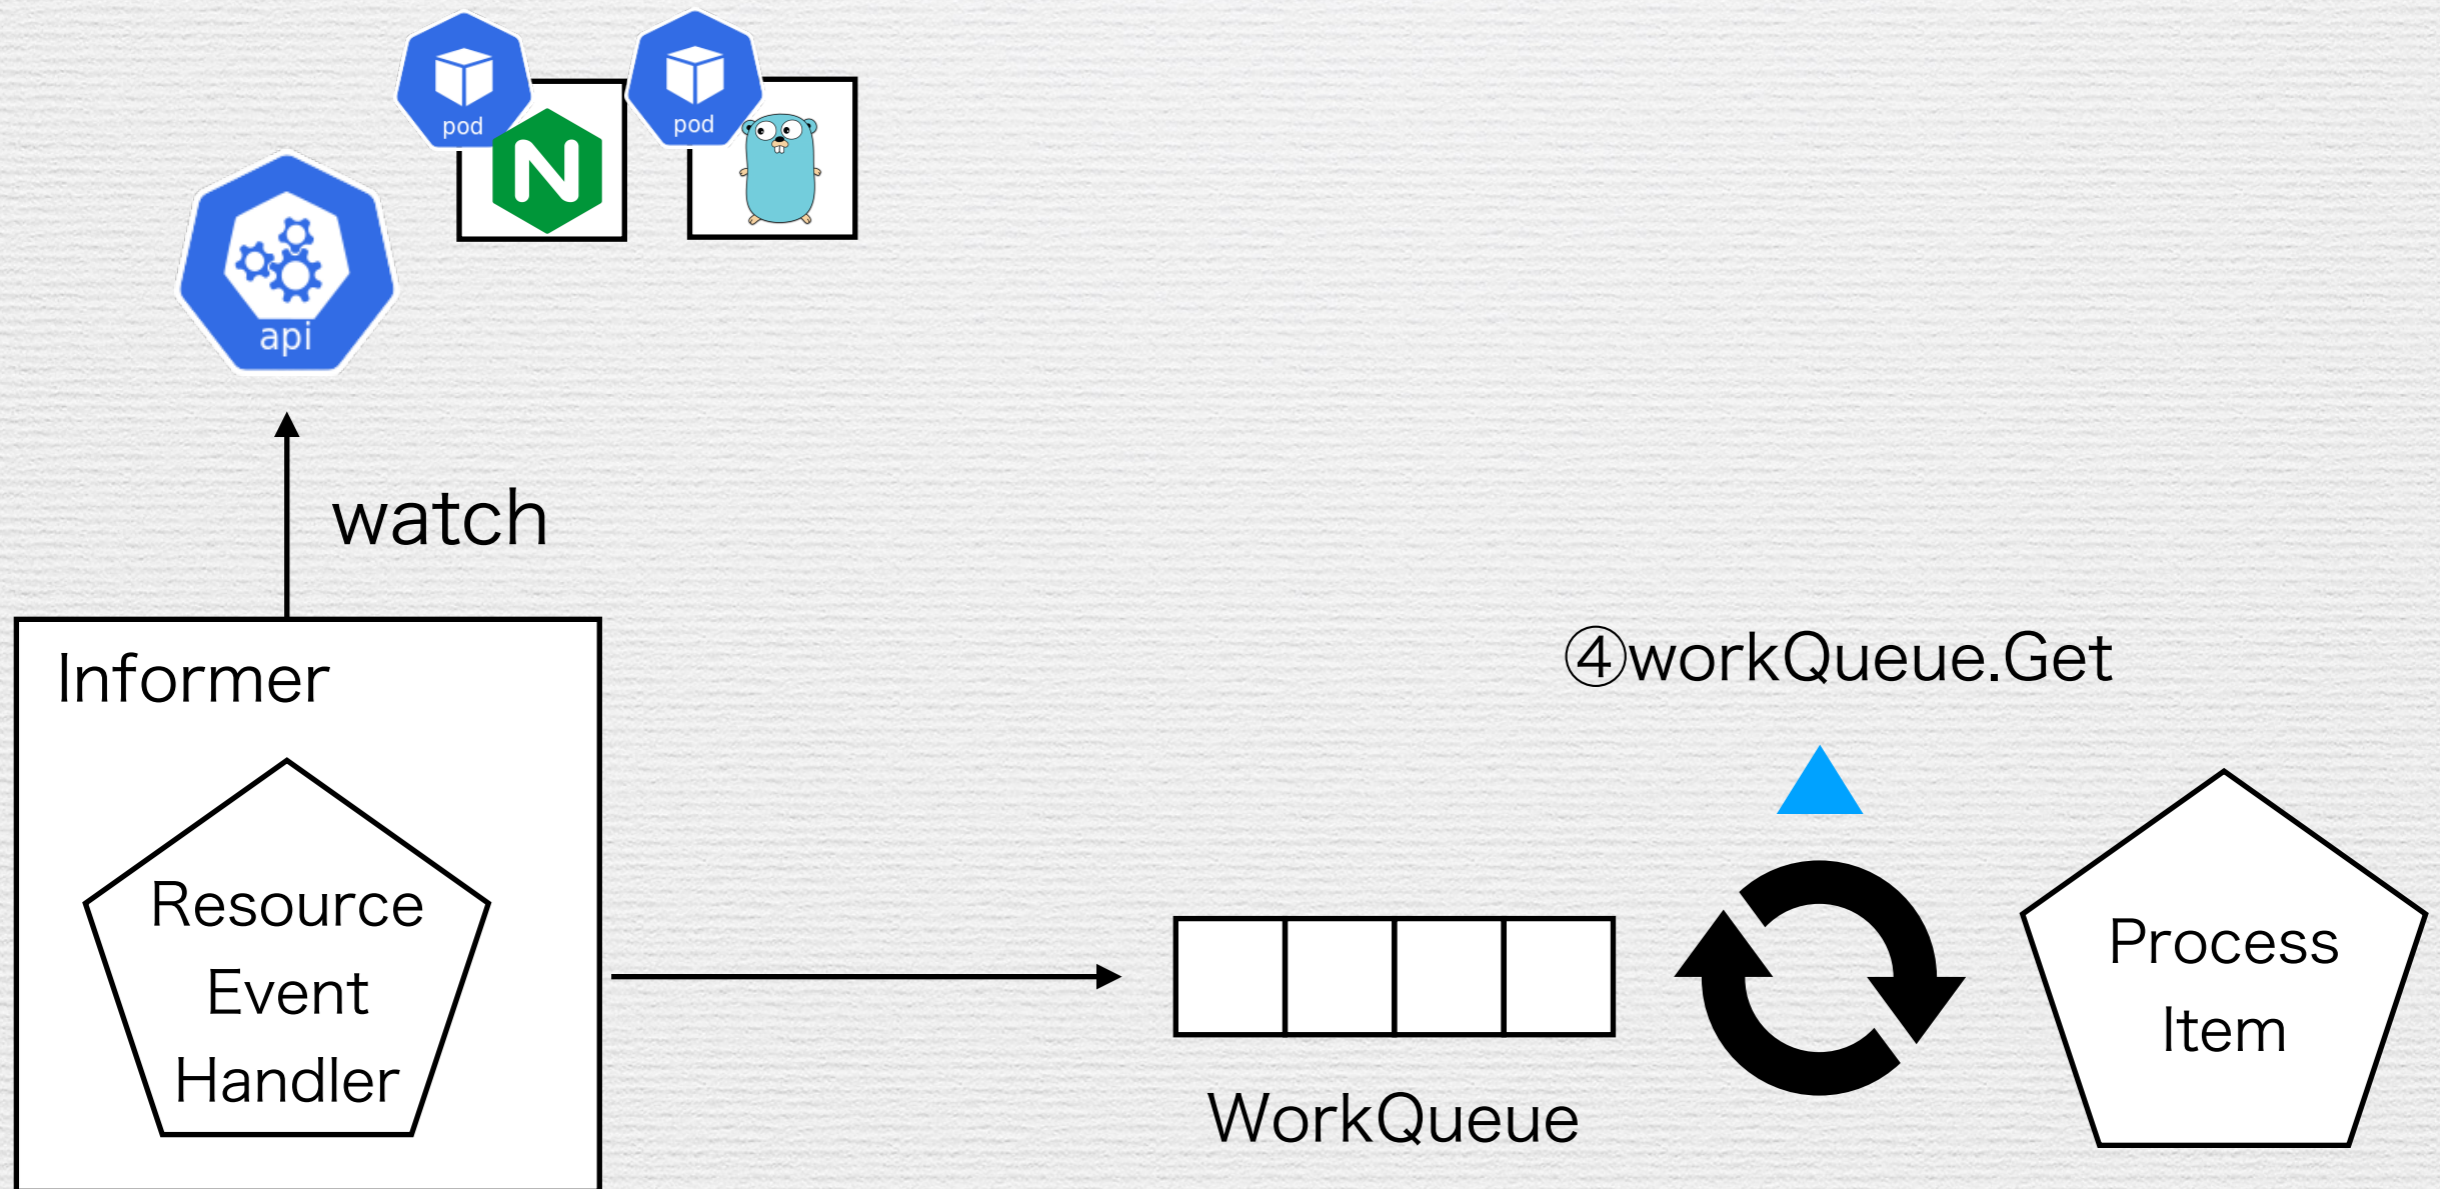 pod
pod
api
watch
Informer
④workQueue.Get
Resource
Event
Handler
Process
Item
WorkQueue